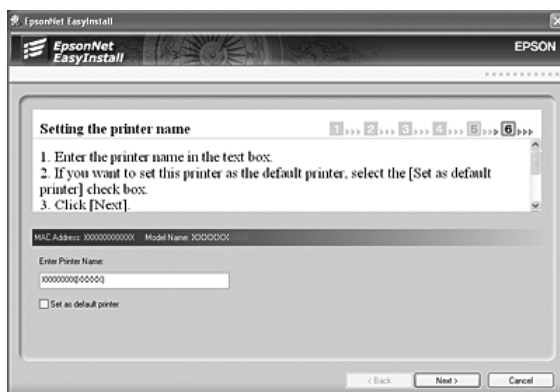 EpsonNet EasyInstall
EpsonNet
EasyInstall
EPSON
Setting the printer name
1 2 3 4 5 6
1. Enter the printer name in the text box.
2. If you want to set this printer as the default printer, select the [Set as default
printer] check box.
3. Click [Next].
MAC Address: XXXXXXXXXXXX Model Name: XXXXXXX
Enter Printer Name:
XXXXXXXX(XXXXXX)
Set as default printer
< Back Next > Cancel